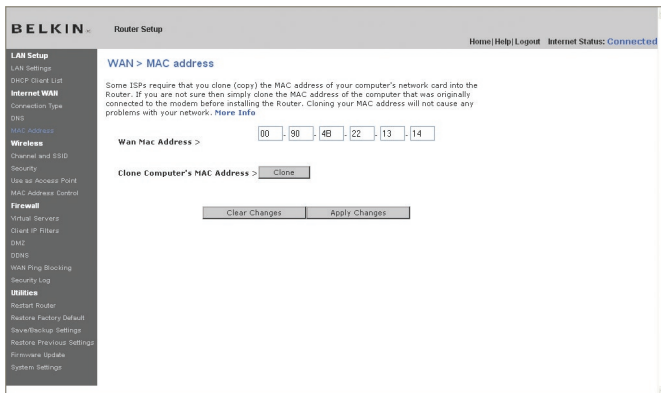 BELKIN
Router Setup
Home|Help|Logout Internet Status: Connected
LAN Setup
LAN Settings
DHCP Client List
Internet WAN
Connection Type
DNS
MAC Address
Wireless
Channel and SSID
Security
Use as Access Point
MAC Address Control
Firewall
Virtual Servers
Client IP Filters
DMZ
DDNS
WAN Ping Blocking
Security Log
Utilities
Restart Router
Restore Factory Default
Save/Backup Settings
Restore Previous Settings
Firmware Update
System Settings
WAN > MAC address
Some ISPs require that you clone (copy) the MAC address of your computer's network card into the
Router. If you are not sure then simply clone the MAC address of the computer that was originally
connected to the modem before installing the Router. Cloning your MAC address will not cause any
problems with your network. More Info
Wan Mac Address > 00 - 90 - 4B - 22 - 13 - 14
Clone Computer's MAC Address > Clone
Clear Changes Apply Changes